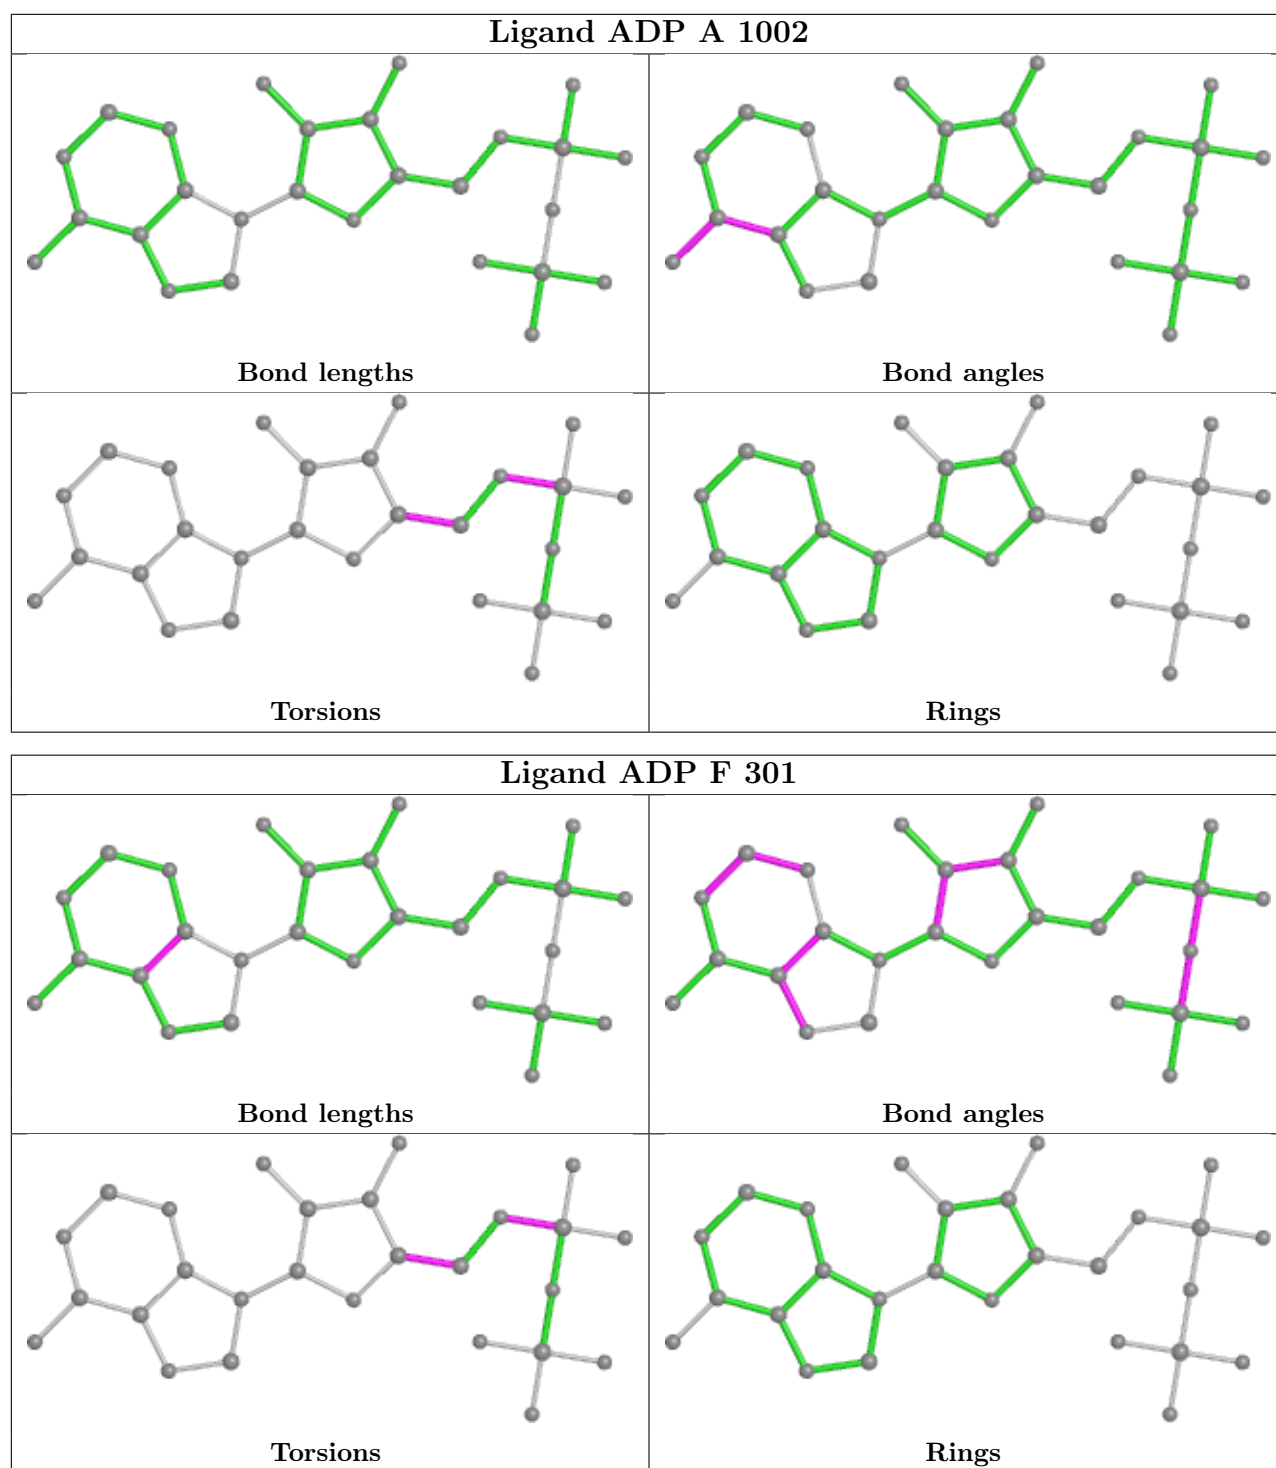 Ligand ADP A 1002
Bond lengths
Bond angles
Torsions
Rings
Ligand ADP F 301
Bond lengths
Bond angles
Torsions
Rings